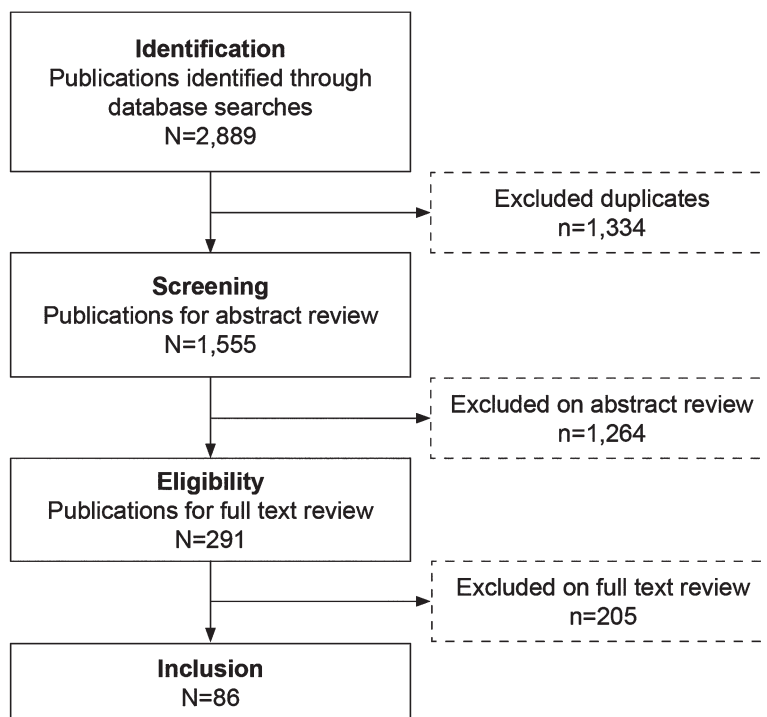 Identification
Publications identified through
database searches
N=2,889
Excluded duplicates
n=1,334
Screening
Publications for abstract review
N=1,555
Excluded on abstract review
n=1,264
Eligibility
Publications for full text review
N=291
Excluded on full text review
n=205
Inclusion
N=86